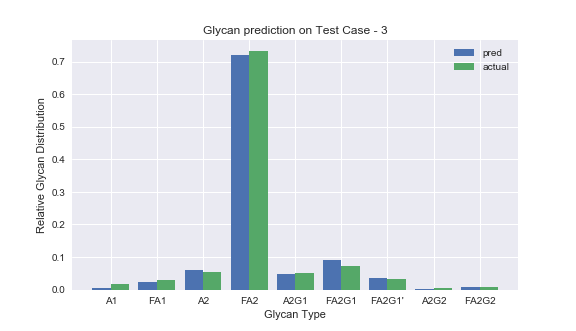 Glycan prediction on Test Case - 3
pred
actual
Relative Glycan Distribution
0.7
0.6
0.5
0.4
0.3
0.2
0.1
0.0
A1 FA1 A2 FA2 A2G1 FA2G1 FA2G1' A2G2 FA2G2
Glycan Type